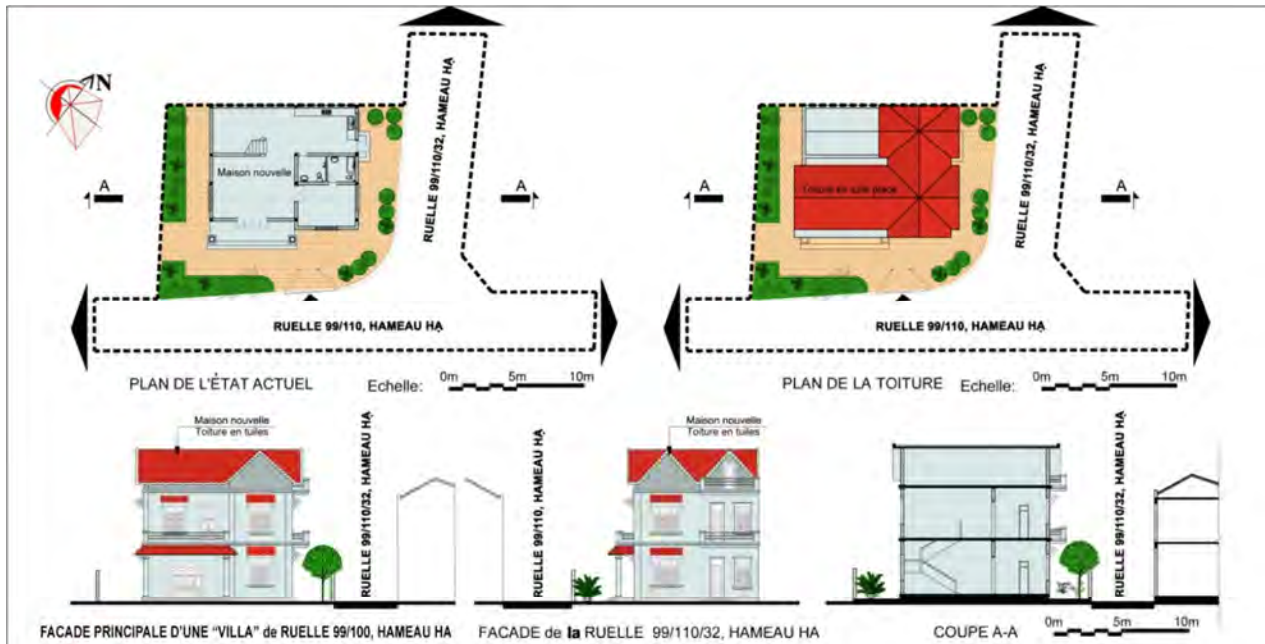 N
RUELLE 99/110/32, HAMEAU HẠ
Maison nouvelle
A
A
RUELLE 99/110, HAMEAU HẠ
PLAN DE L'ÉTAT ACTUEL
Echelle:
0m 5m 10m
RUELLE 99/110/32, HAMEAU HẠ
Toiture en tuile place
A
A
RUELLE 99/110, HAMEAU HẠ
PLAN DE LA TOITURE
Echelle:
0m 5m 10m
Maison nouvelle
Toiture en tuiles
RUELLE 99/110/32, HAMEAU HẠ
FACADE PRINCIPALE D'UNE "VILLA" de RUELLE 99/100, HAMEAU HA
RUELLE 99/110, HAMEAU HẠ
Maison nouvelle
Toiture en tuiles
FACADE de la RUELLE 99/110/32, HAMEAU HA
RUELLE 99/110/32, HAMEAU HẠ
COUPE A-A
0m 5m 10m